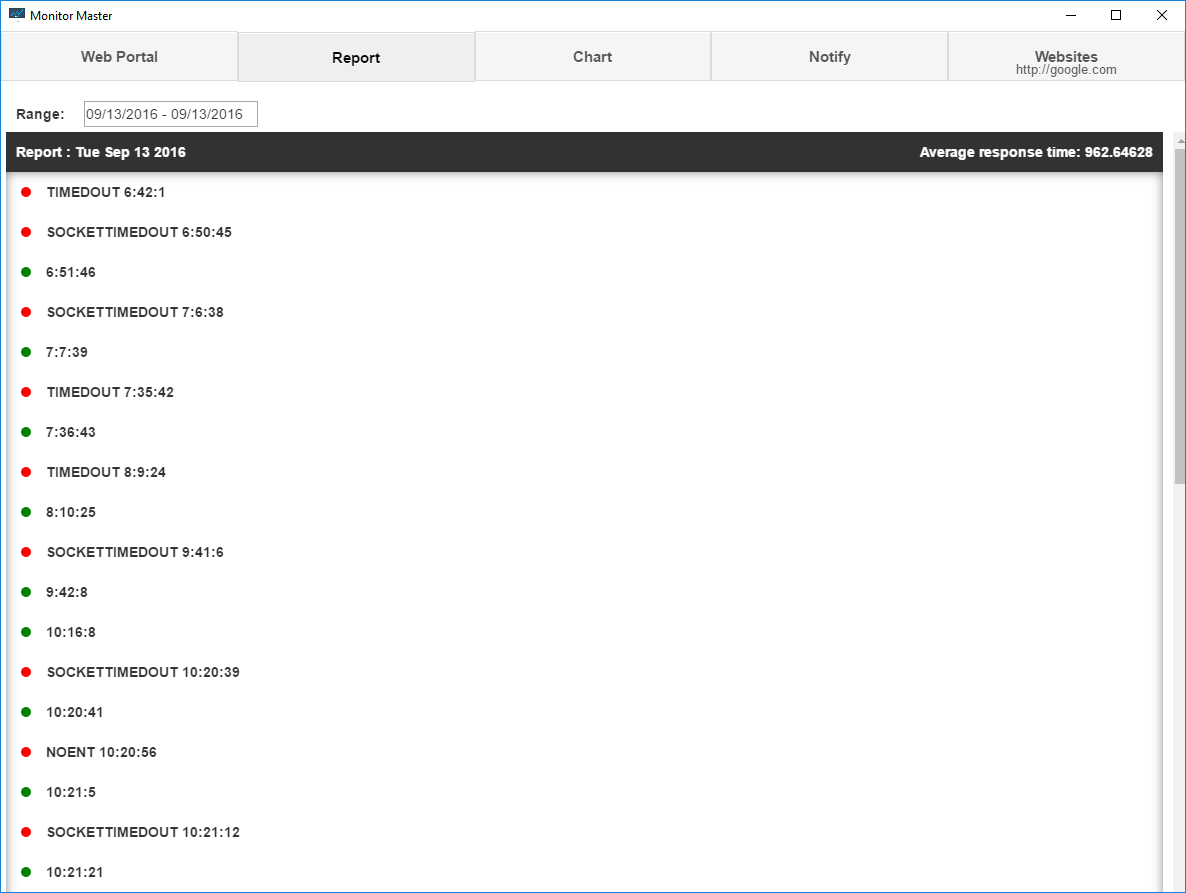 Monitor Master
Web Portal
Report
Chart
Notify
Websites
http://google.com
Range: 09/13/2016 - 09/13/2016
Report : Tue Sep 13 2016 Average response time: 962.64628
TIMEDOUT 6:42:1
SOCKETTIMEDOUT 6:50:45
6:51:46
SOCKETTIMEDOUT 7:6:38
7:7:39
TIMEDOUT 7:35:42
7:36:43
TIMEDOUT 8:9:24
8:10:25
SOCKETTIMEDOUT 9:41:6
9:42:8
10:16:8
SOCKETTIMEDOUT 10:20:39
10:20:41
NOENT 10:20:56
10:21:5
SOCKETTIMEDOUT 10:21:12
10:21:21